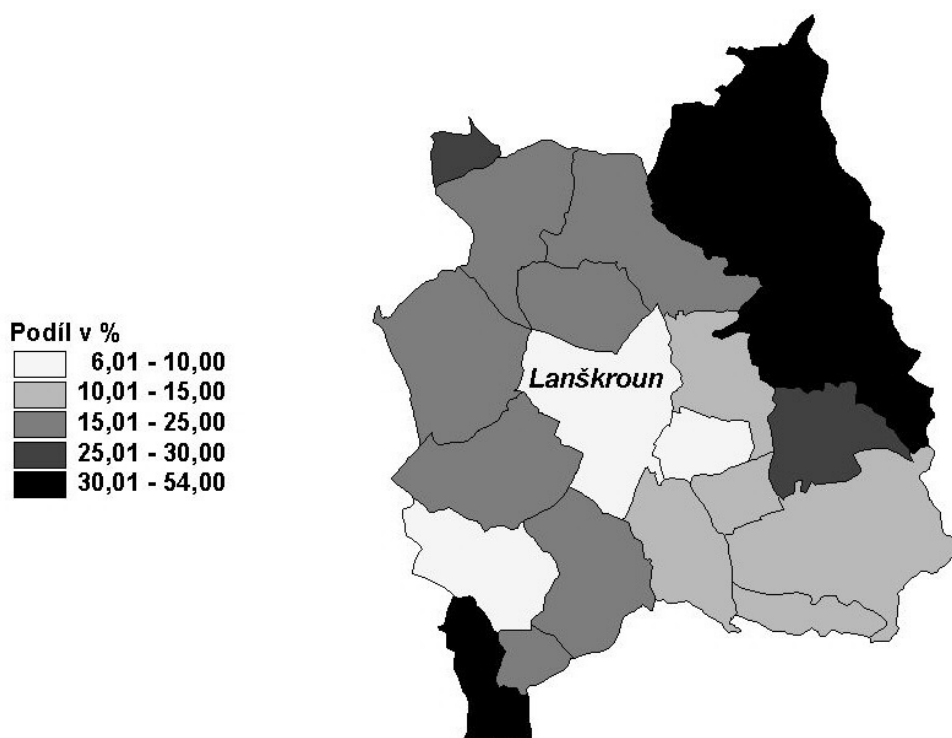 Podíl v %
6,01 - 10,00
10,01 - 15,00
15,01 - 25,00
25,01 - 30,00
30,01 - 54,00
Lanškroun